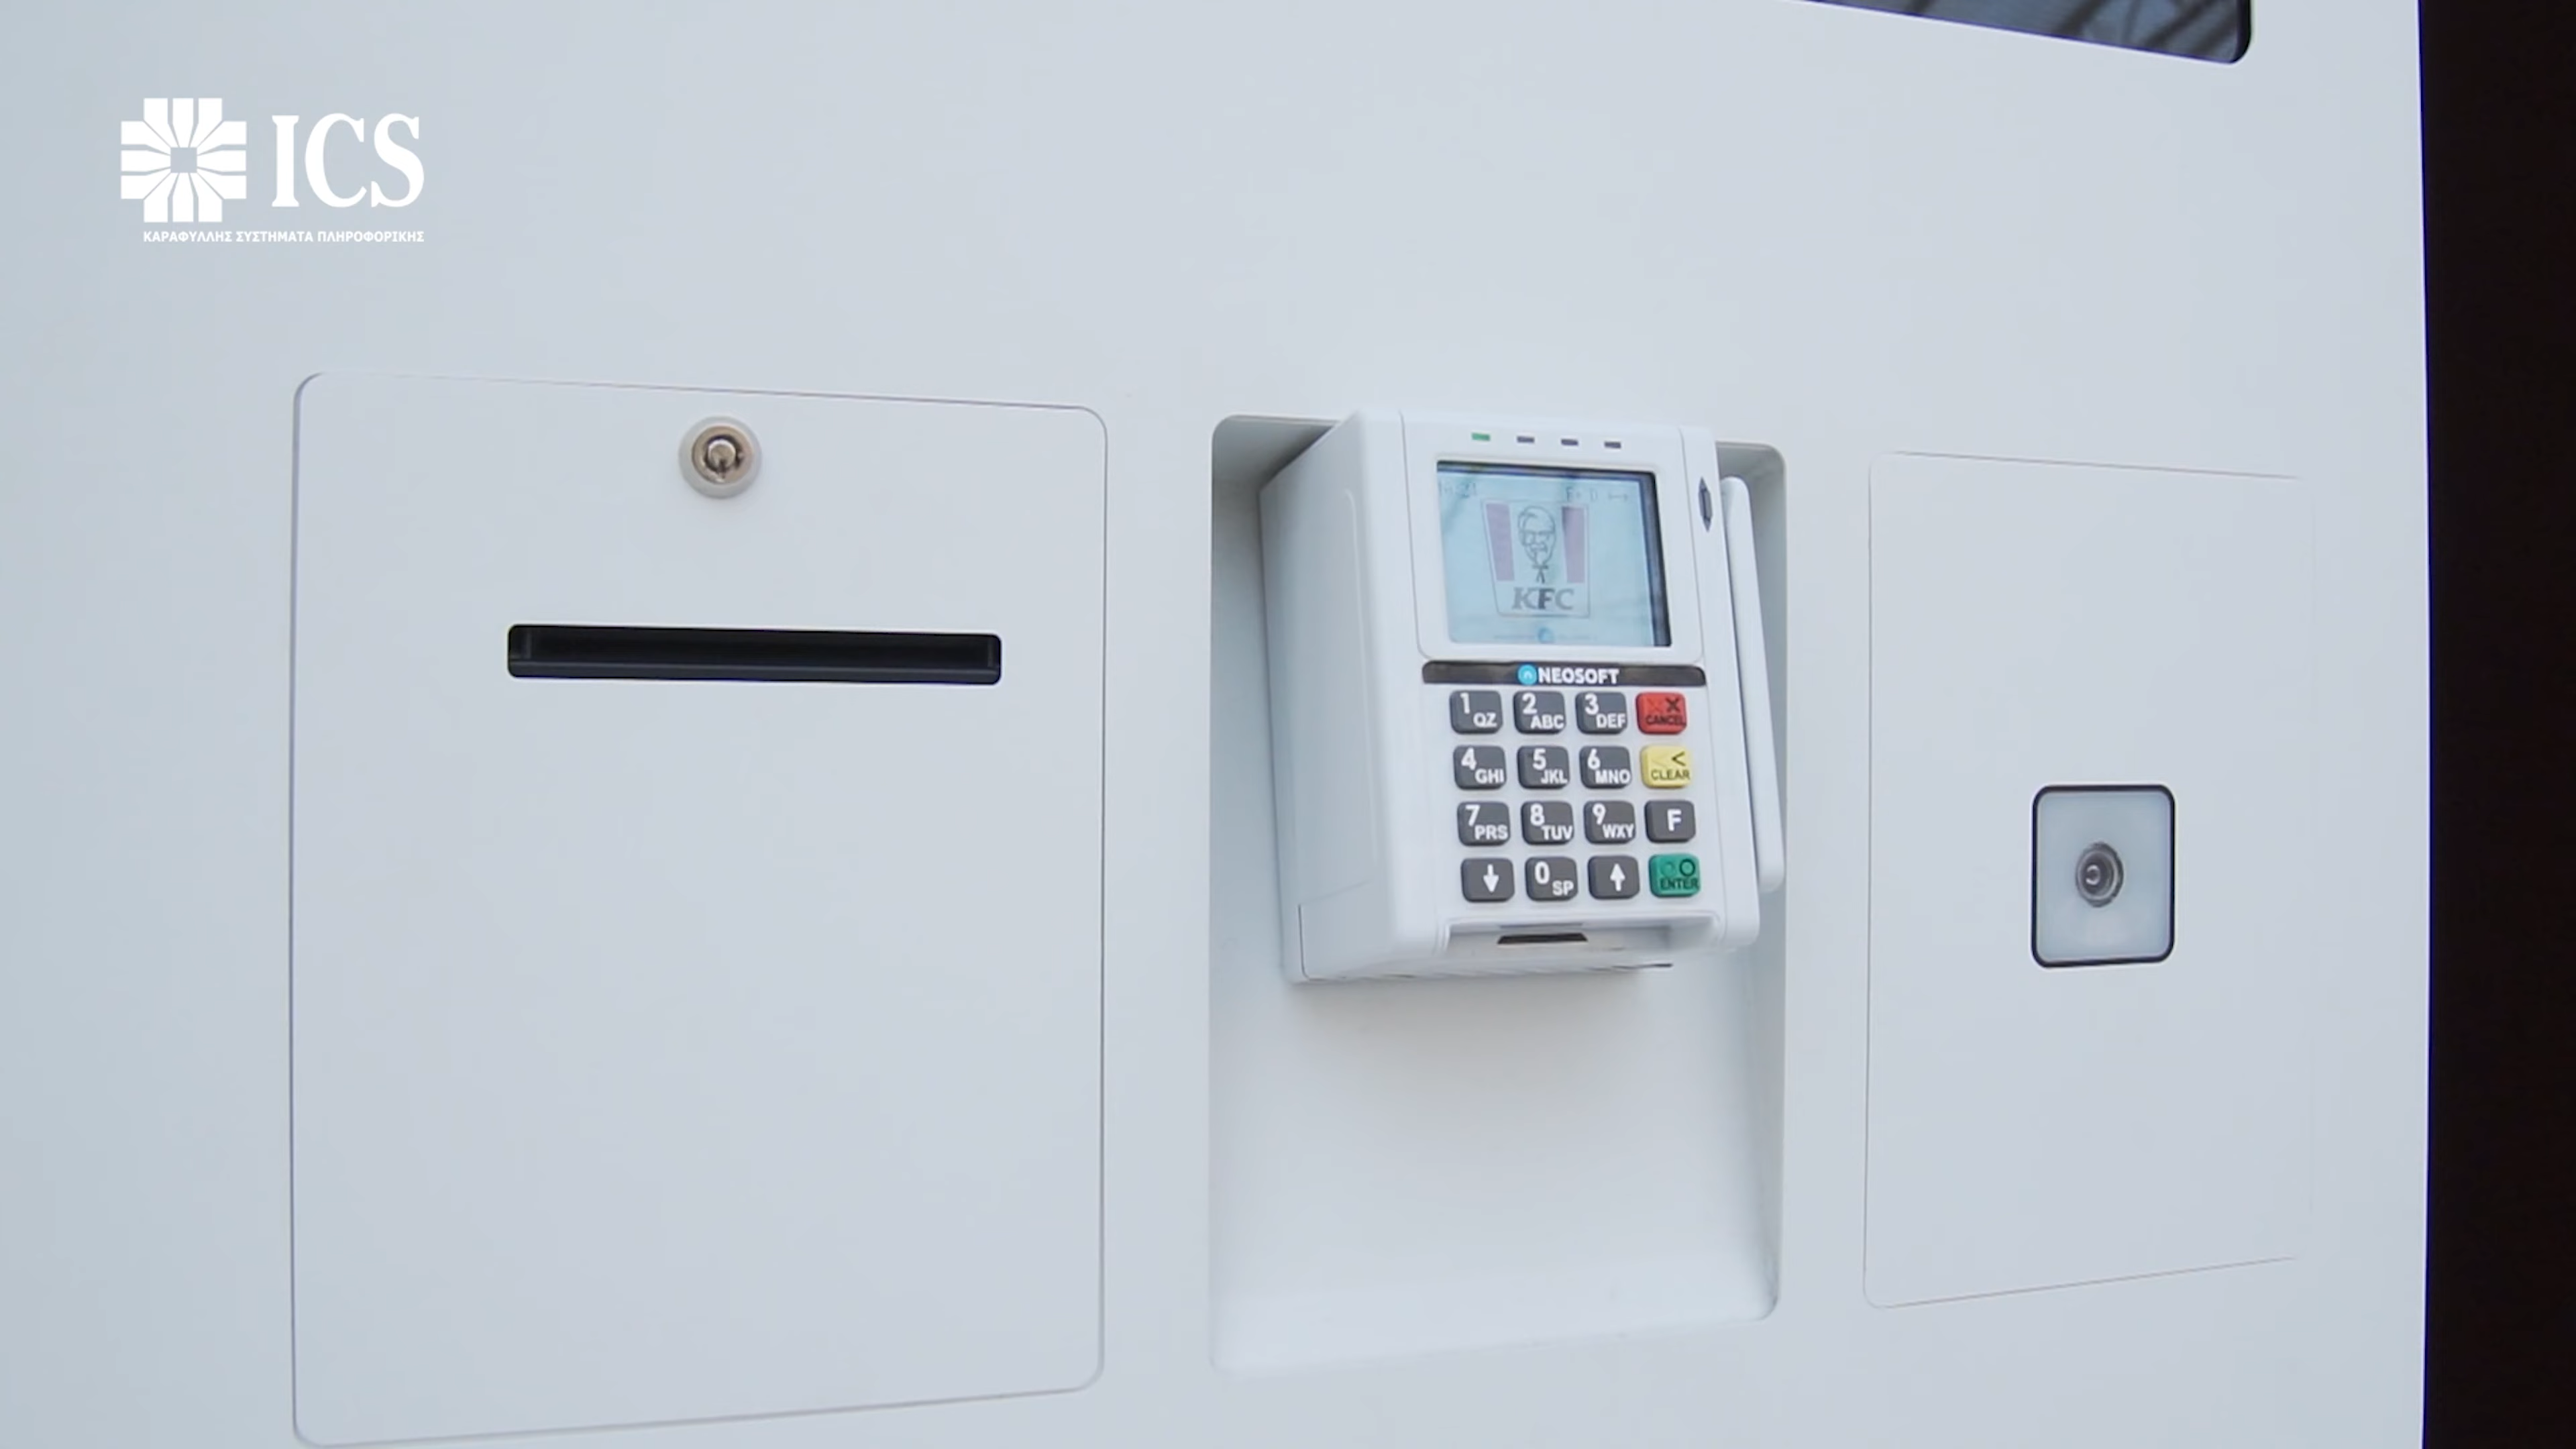 ICS
ΚΑΡΑΦΥΛΛΗΣ ΣΥΣΤΗΜΑΤΑ ΠΛΗΡΟΦΟΡΙΚΗΣ
KFC
NEOSOFT
1 QZ 2 ABC 3 DEF X CANCEL
4 GHI 5 JKL 6 MNO < CLEAR
7 PRS 8 TUV 9 WXY F
↓ 0 SP ↑ O ENTER